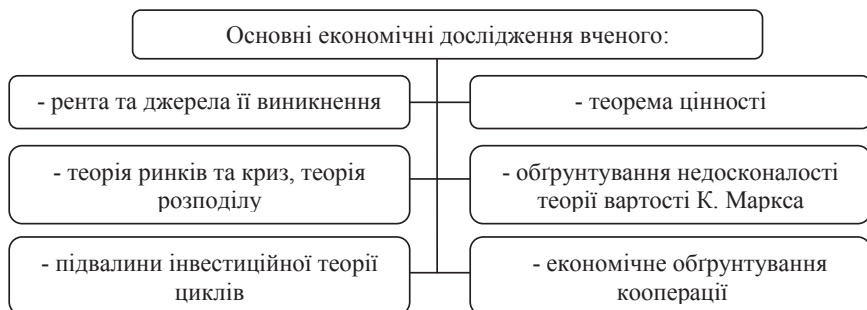 Основні економічні дослідження вченого:
- рента та джерела її виникнення
- теорема цінності
- теорія ринків та криз, теорія
розподілу
- обґрунтування недосконалості
теорії вартості К. Маркса
- підвалини інвестиційної теорії
циклів
- економічне обґрунтування
кооперації